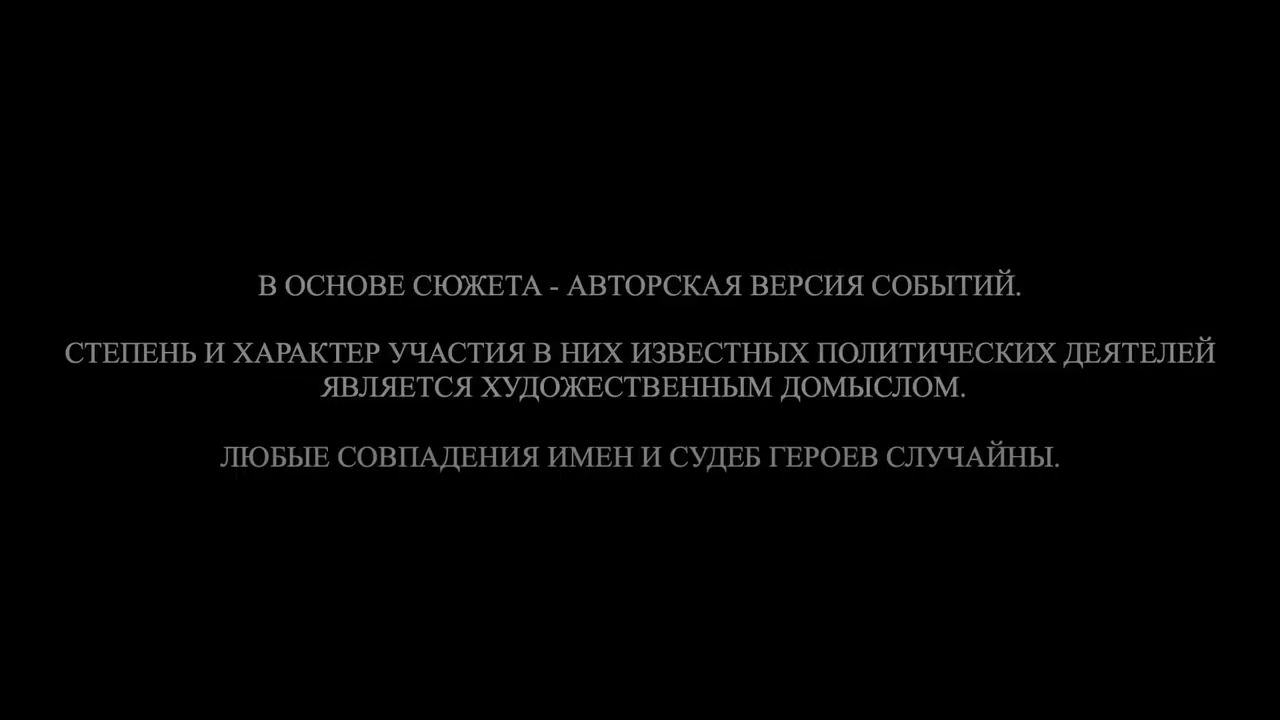 В ОСНОВЕ СЮЖЕТА - АВТОРСКАЯ ВЕРСИЯ СОБЫТИЙ.
СТЕПЕНЬ И ХАРАКТЕР УЧАСТИЯ В НИХ ИЗВЕСТНЫХ ПОЛИТИЧЕСКИХ ДЕЯТЕЛЕЙ
ЯВЛЯЕТСЯ ХУДОЖЕСТВЕННЫМ ДОМЫСЛОМ.
ЛЮБЫЕ СОВПАДЕНИЯ ИМЕН И СУДЕБ ГЕРОЕВ СЛУЧАЙНЫ.